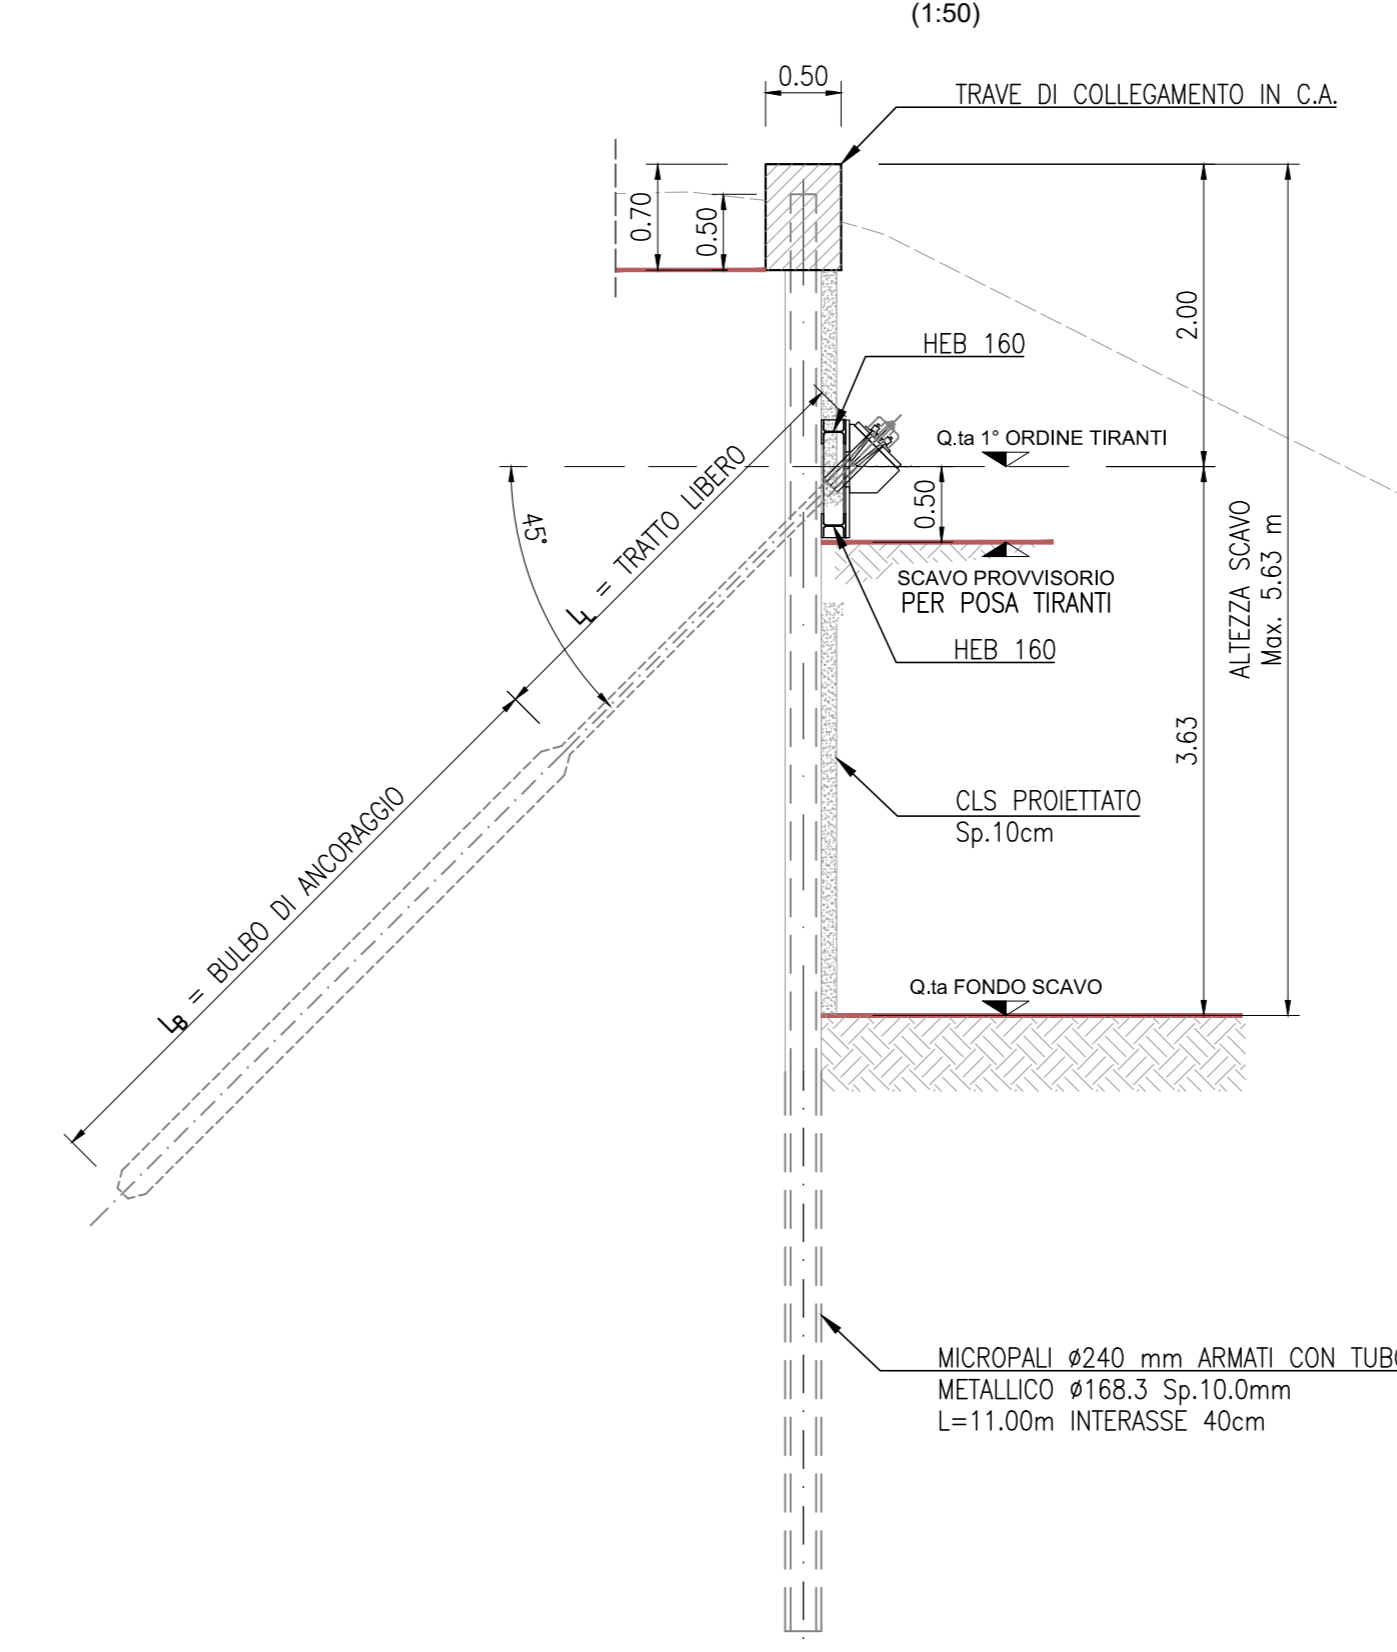 (1:50)
0.50
TRAVE DI COLLEGAMENTO IN C.A.
0.70
0.50
2.00
HEB 160
Q.ta 1° ORDINE TIRANTI
45°
LL = TRATTO LIBERO
0.50
SCAVO PROVVISORIO
PER POSA TIRANTI
HEB 160
ALTEZZA SCAVO
Max. 5.63 m
3.63
CLS PROIETTATO
Sp.10cm
LB = BULBO DI ANCORAGGIO
Q.ta FONDO SCAVO
MICROPALI ø240 mm ARMATI CON TUBO
METALLICO ø168.3 Sp.10.0mm
L=11.00m INTERASSE 40cm